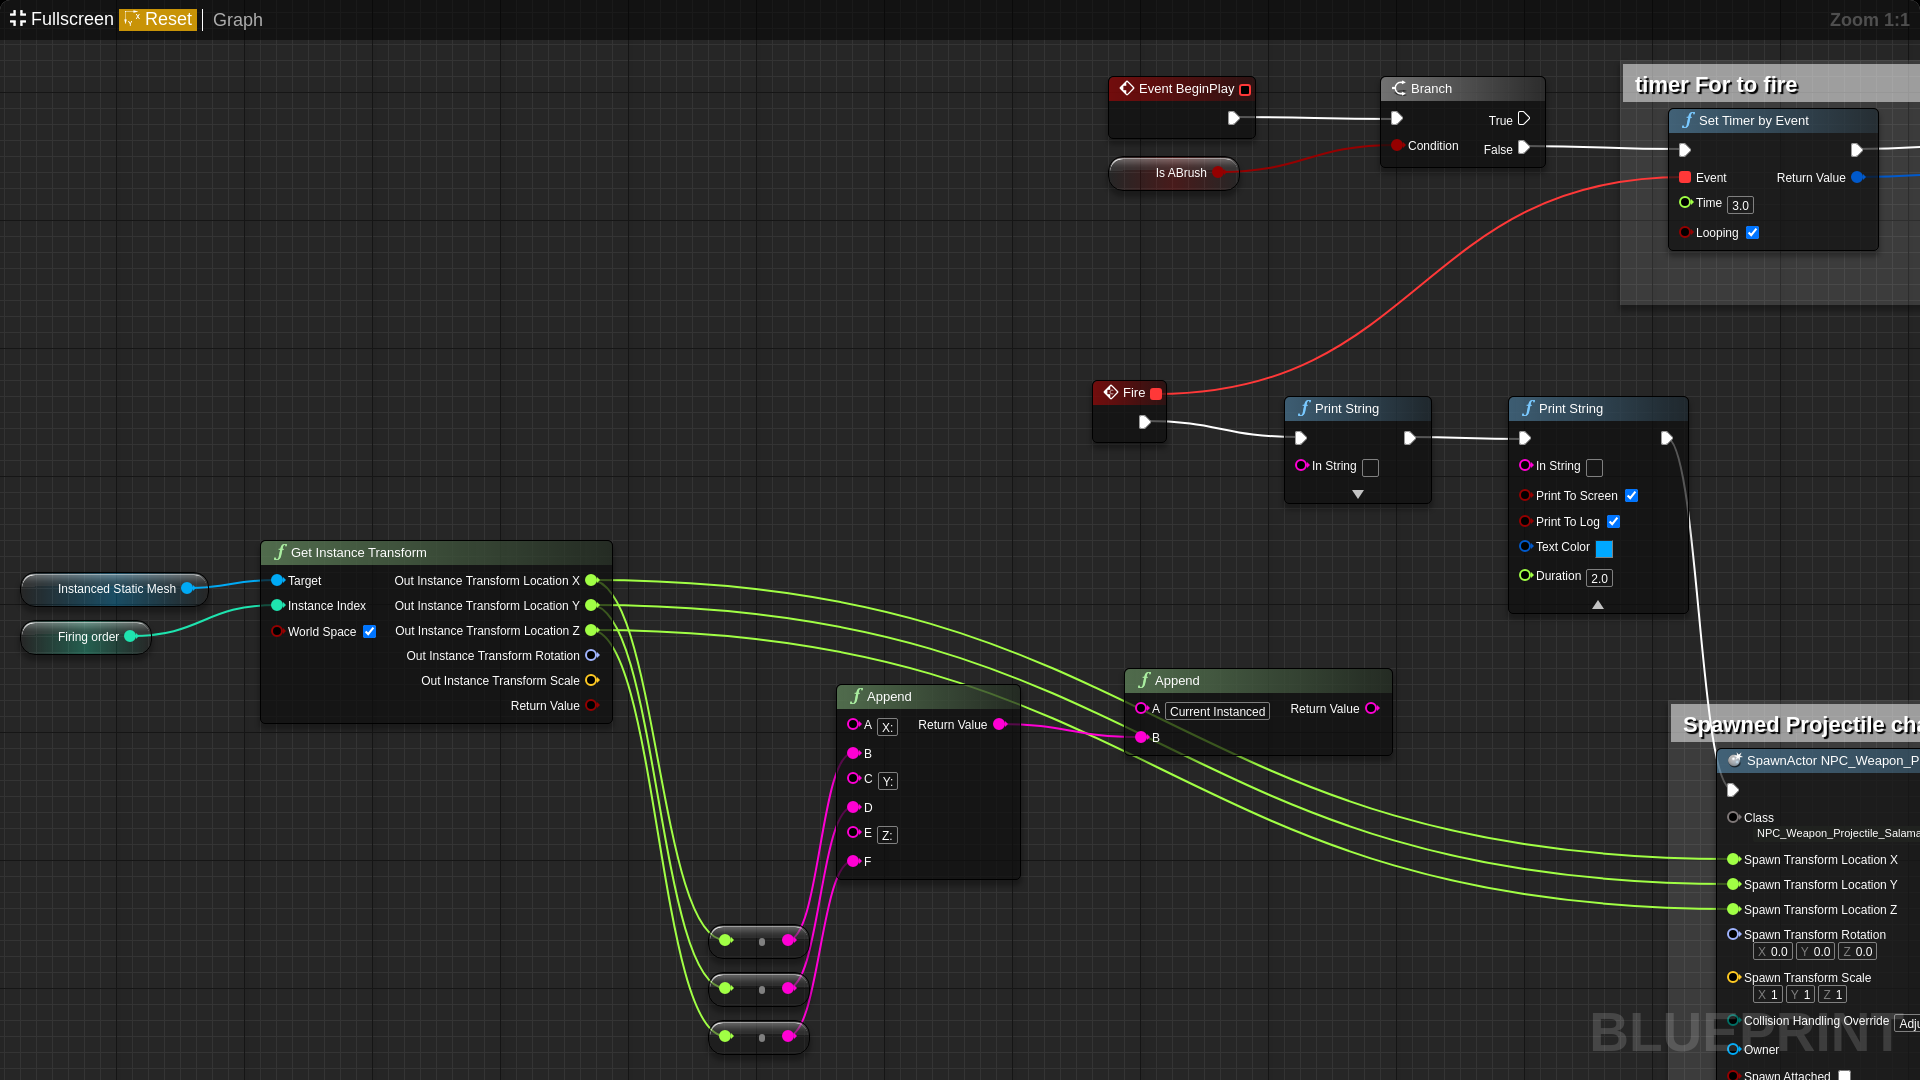 Fullscreen Reset Graph
Zoom 1:1
Event BeginPlay
Is ABrush
Branch
True
Condition
False
timer For to fire
Set Timer by Event
Event
Return Value
Time 3.0
Looping
Fire
Print String
In String
Print String
In String
Print To Screen
Print To Log
Text Color
Duration 2.0
Instanced Static Mesh
Firing order
Get Instance Transform
Target
Out Instance Transform Location X
Instance Index
Out Instance Transform Location Y
World Space
Out Instance Transform Location Z
Out Instance Transform Rotation
Out Instance Transform Scale
Return Value
Append
A X:
Return Value
B
C Y:
D
E Z:
F
Append
A Current Instanced
Return Value
B
Spawned Projectile cha
SpawnActor NPC_Weapon_P
Class
NPC_Weapon_Projectile_Salama
Spawn Transform Location X
Spawn Transform Location Y
Spawn Transform Location Z
Spawn Transform Rotation
X 0.0 Y 0.0 Z 0.0
Spawn Transform Scale
X 1 Y 1 Z 1
Collision Handling Override Adju
Owner
Spawn Attached
BLUEPRINT